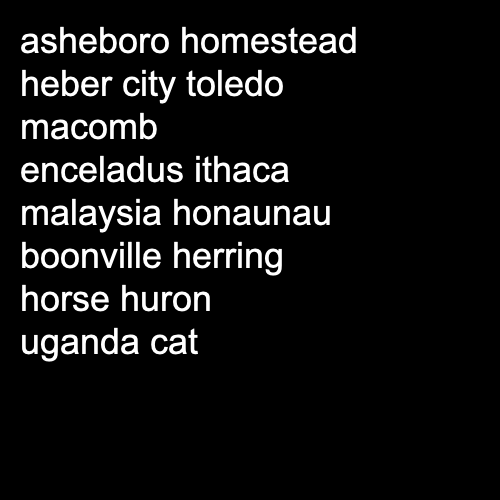 asheboro homestead
heber city toledo
macomb
enceladus ithaca
malaysia honaunau
boonville herring
horse huron
uganda cat